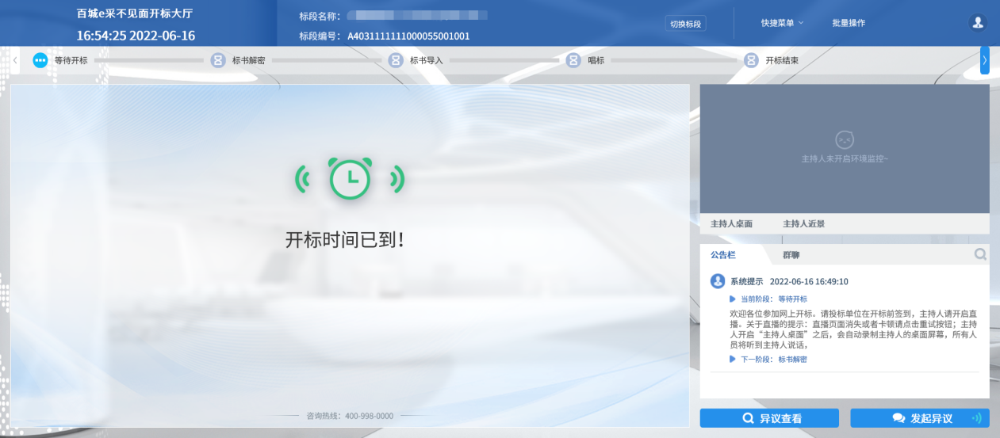 百城e采不见面开标大厅
16:54:25 2022-06-16
标段名称：
标段编号： A4031111111000055001001
切换标段
快捷菜单
批量操作
等待开标
标书解密
标书导入
唱标
开标结束
开标时间已到！
咨询热线：400-998-0000
主持人未开启环境监控~
主持人桌面
主持人近景
公告栏
群聊
系统提示 2022-06-16 16:49:10
当前阶段： 等待开标
欢迎各位参加网上开标。请投标单位在开标前签到，主持人请开启直
播。关于直播的提示：直播页面消失或者卡顿请点击重试按钮；主持
人开启“主持人桌面”之后，会自动录制主持人的桌面屏幕，所有人
员将听到主持人说话，
下一阶段： 标书解密
异议查看
发起异议